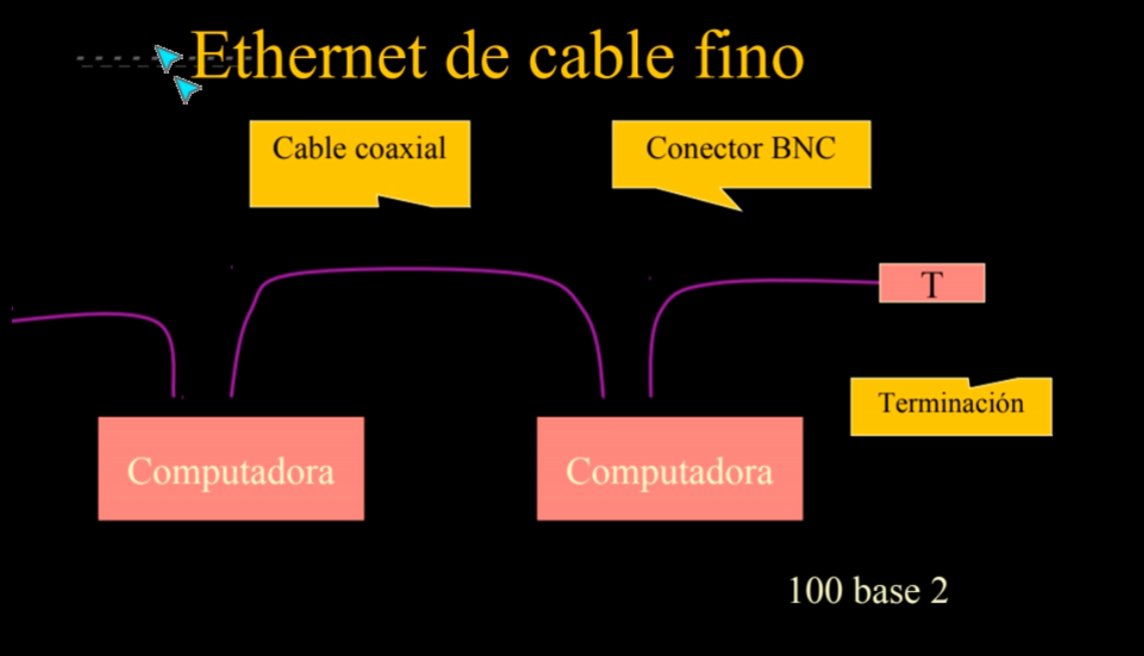 Ethernet de cable fino
Cable coaxial
Conector BNC
T
Terminación
Computadora
Computadora
100 base 2